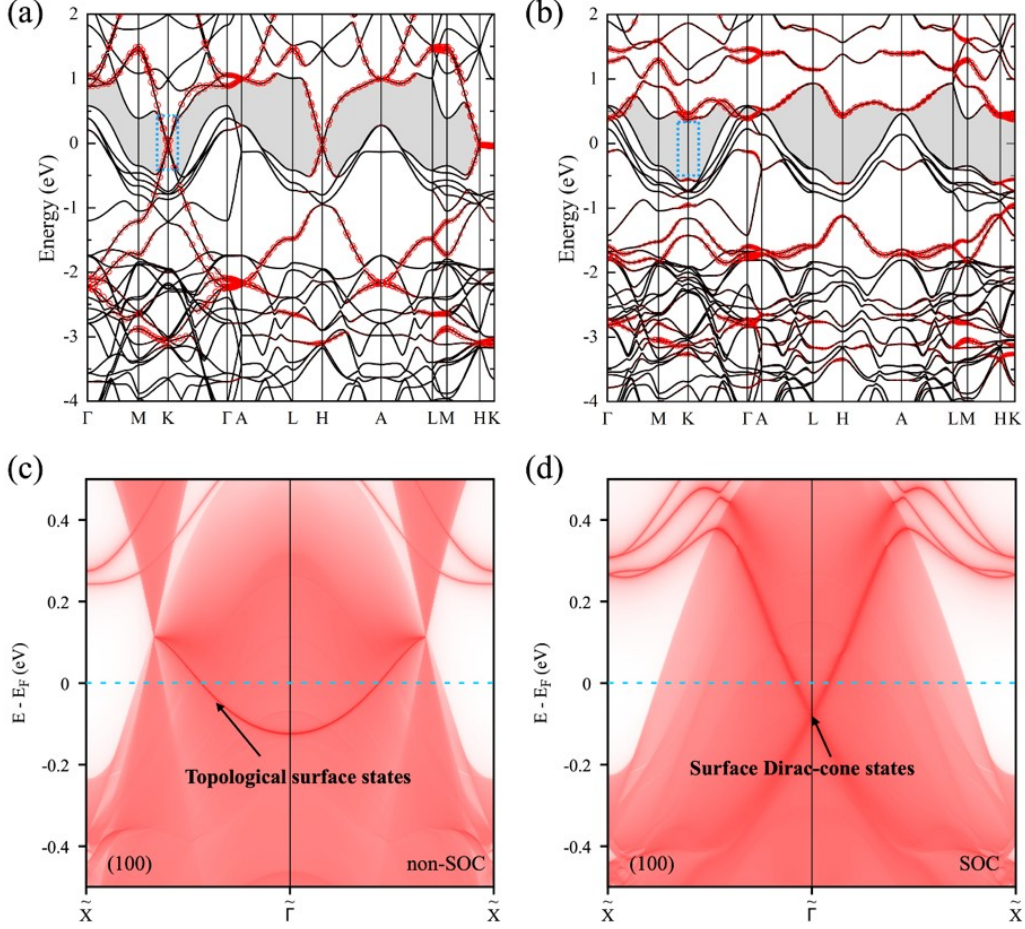 (a)
(b)
Energy (eV)
2
1
0
-1
-2
-3
-4
Γ M K Γ A L H A L M H K
Energy (eV)
2
1
0
-1
-2
-3
-4
Γ M K Γ A L H A L M H K
(c)
(d)
E - E_F (eV)
0.4
0.2
0
-0.2
-0.4
Topological surface states
(100)
non-SOC
X̃ Γ̃ X̃
E - E_F (eV)
0.4
0.2
0
-0.2
-0.4
Surface Dirac-cone states
(100)
SOC
X̃ Γ̃ X̃